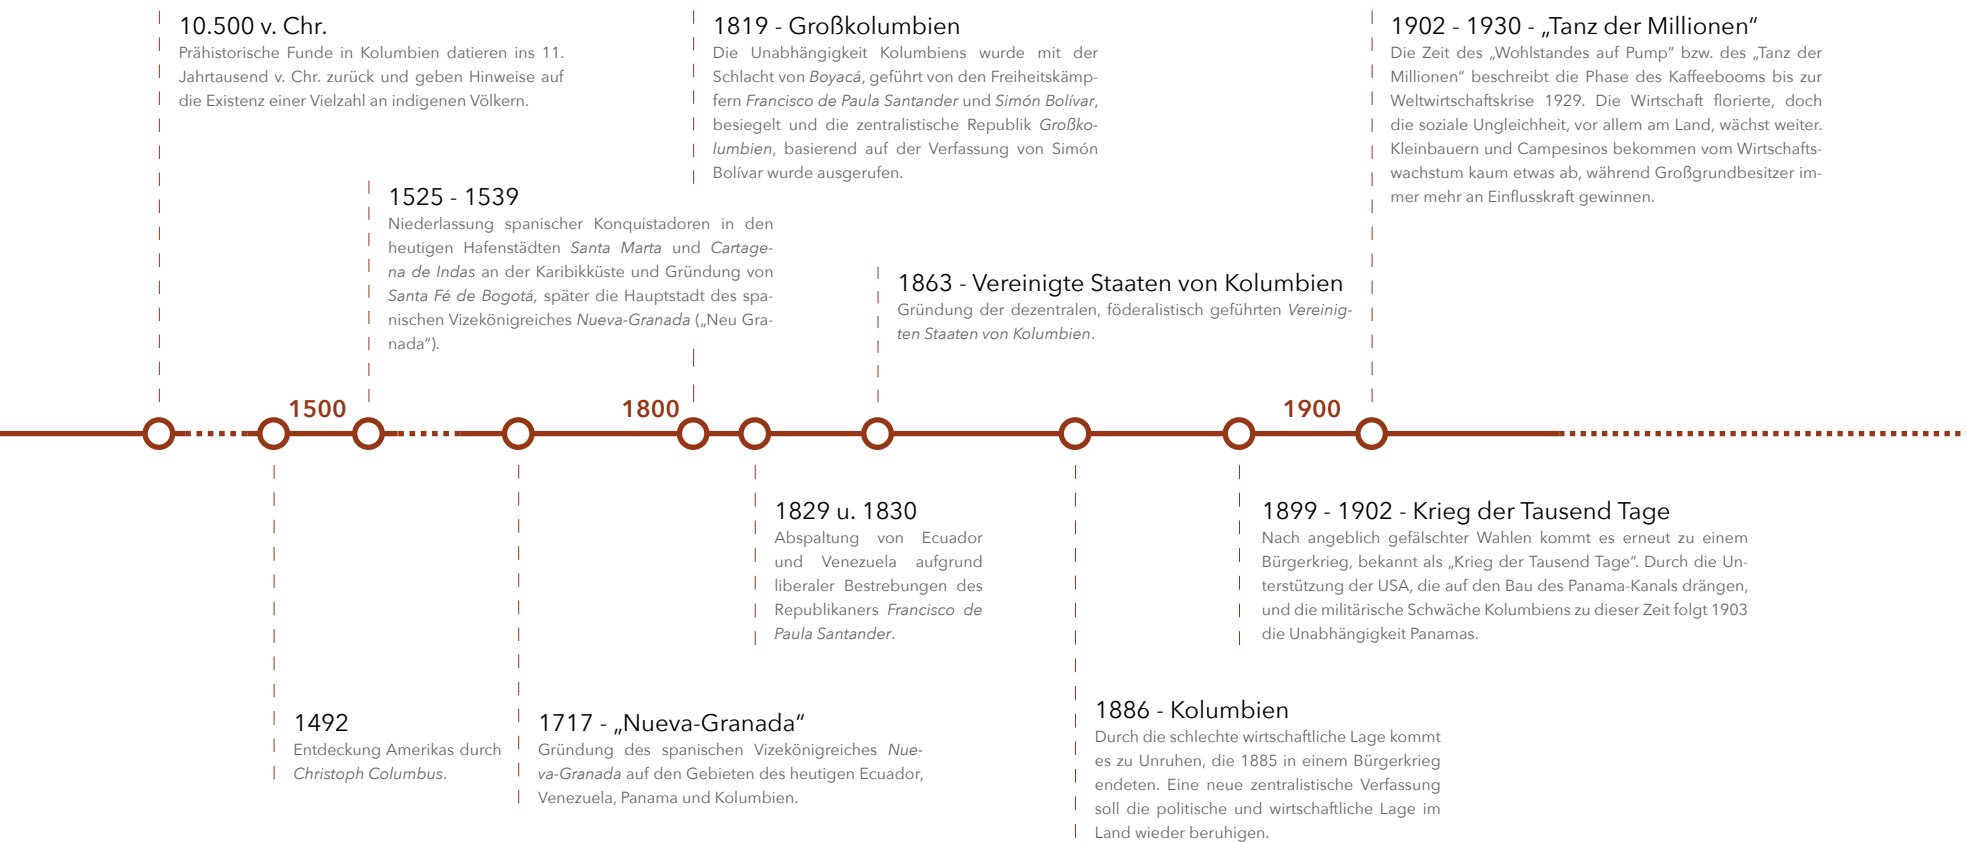 10.500 v. Chr.
Prähistorische Funde in Kolumbien datieren ins 11.
Jahrtausend v. Chr. zurück und geben Hinweise auf
die Existenz einer Vielzahl an indigenen Völkern.
1819 - Großkolumbien
Die Unabhängigkeit Kolumbiens wurde mit der
Schlacht von Boyacá, geführt von den Freiheitskämp-
fern Francisco de Paula Santander und Simón Bolívar,
besiegelt und die zentralistische Republik Großko-
lumbien, basierend auf der Verfassung von Simón
Bolívar wurde ausgerufen.
1902 - 1930 - „Tanz der Millionen“
Die Zeit des „Wohlstandes auf Pump“ bzw. des „Tanz der
Millionen“ beschreibt die Phase des Kaffeebooms bis zur
Weltwirtschaftskrise 1929. Die Wirtschaft florierte, doch
die soziale Ungleichheit, vor allem am Land, wächst weiter.
Kleinbauern und Campesinos bekommen vom Wirtschafts-
wachstum kaum etwas ab, während Großgrundbesitzer im-
mer mehr an Einflusskraft gewinnen.
1525 - 1539
Niederlassung spanischer Konquistadoren in den
heutigen Hafenstädten Santa Marta und Cartage-
na de Indas an der Karibikküste und Gründung von
Santa Fé de Bogotá, später die Hauptstadt des spa-
nischen Vizekönigreiches Nueva-Granada („Neu Gra-
nada“).
1863 - Vereinigte Staaten von Kolumbien
Gründung der dezentralen, föderalistisch geführten Vereinig-
ten Staaten von Kolumbien.
1500
1800
1900
1829 u. 1830
Abspaltung von Ecuador
und Venezuela aufgrund
liberaler Bestrebungen des
Republikaners Francisco de
Paula Santander.
1899 - 1902 - Krieg der Tausend Tage
Nach angeblich gefälschter Wahlen kommt es erneut zu einem
Bürgerkrieg, bekannt als „Krieg der Tausend Tage“. Durch die Un-
terstützung der USA, die auf den Bau des Panama-Kanals drängen,
und die militärische Schwäche Kolumbiens zu dieser Zeit folgt 1903
die Unabhängigkeit Panamas.
1492
Entdeckung Amerikas durch
Christoph Columbus.
1717 - „Nueva-Granada“
Gründung des spanischen Vizekönigreiches Nue-
va-Granada auf den Gebieten des heutigen Ecuador,
Venezuela, Panama und Kolumbien.
1886 - Kolumbien
Durch die schlechte wirtschaftliche Lage kommt
es zu Unruhen, die 1885 in einem Bürgerkrieg
endeten. Eine neue zentralistische Verfassung
soll die politische und wirtschaftliche Lage im
Land wieder beruhigen.